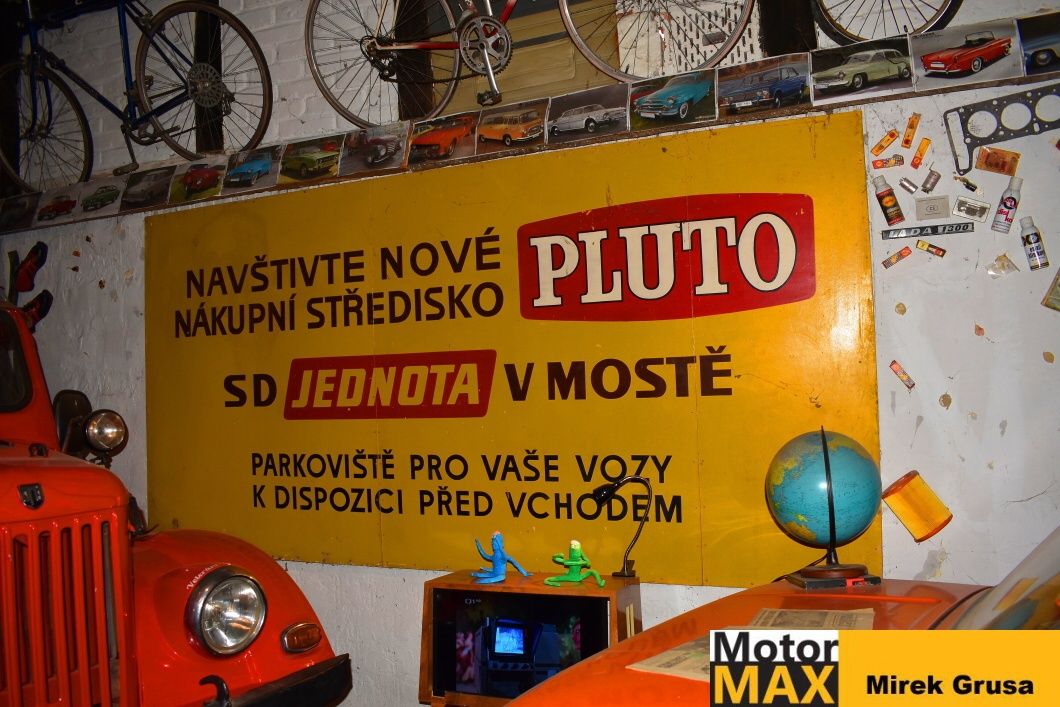 NAVŠTIVTE NOVÉ
NÁKUPNÍ STŘEDISKO
PLUTO
SD JEDNOTA V MOSTĚ
PARKOVIŠTĚ PRO VAŠE VOZY
K DISPOZICI PŘED VCHODEM
LADA 1300
Motor
MAX
Mirek Grusa